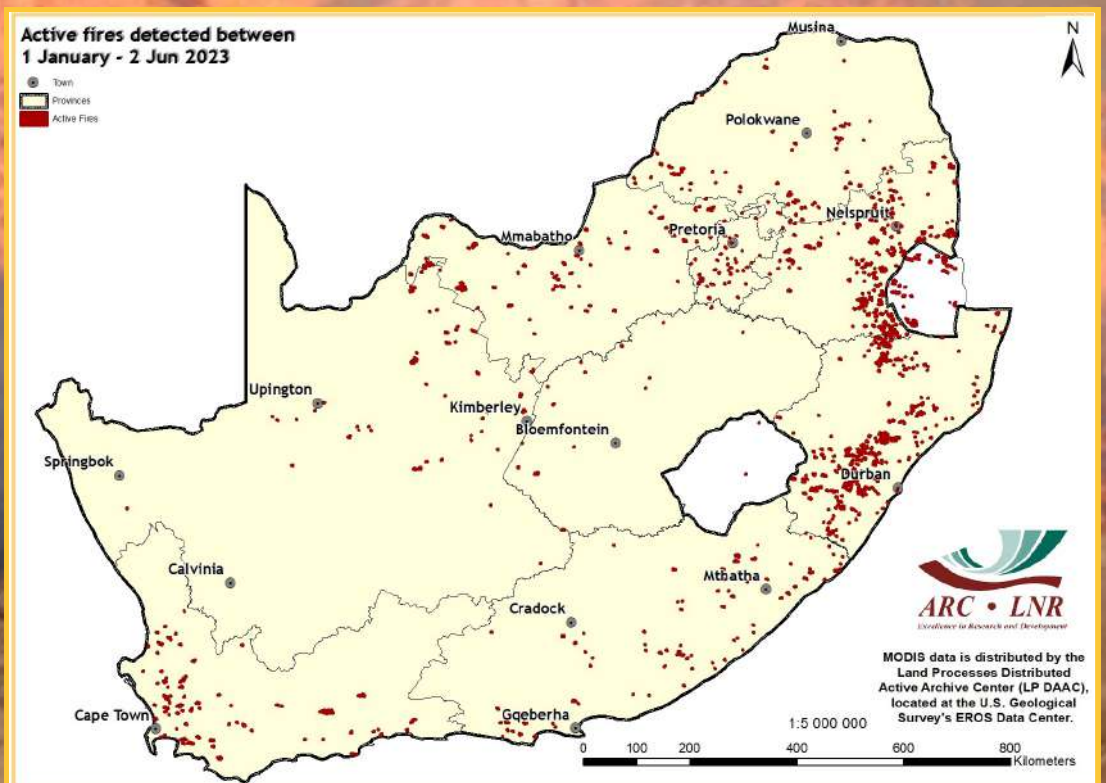 Active fires detected between
1 January - 2 Jun 2023
Town
Provinces
Active Fires
N
Musina
Polokwane
Nelspruit
Pretoria
Mmabatho
Upington
Kimberley
Bloemfontein
Springbok
Durban
Calvinia
Mthatha
Cradock
Cape Town
Gqeberha
ARC • LNR
Excellence in Research and Development
MODIS data is distributed by the
Land Processes Distributed
Active Archive Center (LP DAAC),
located at the U.S. Geological
Survey's EROS Data Center.
1:5 000 000
0 100 200 400 600 800
Kilometers